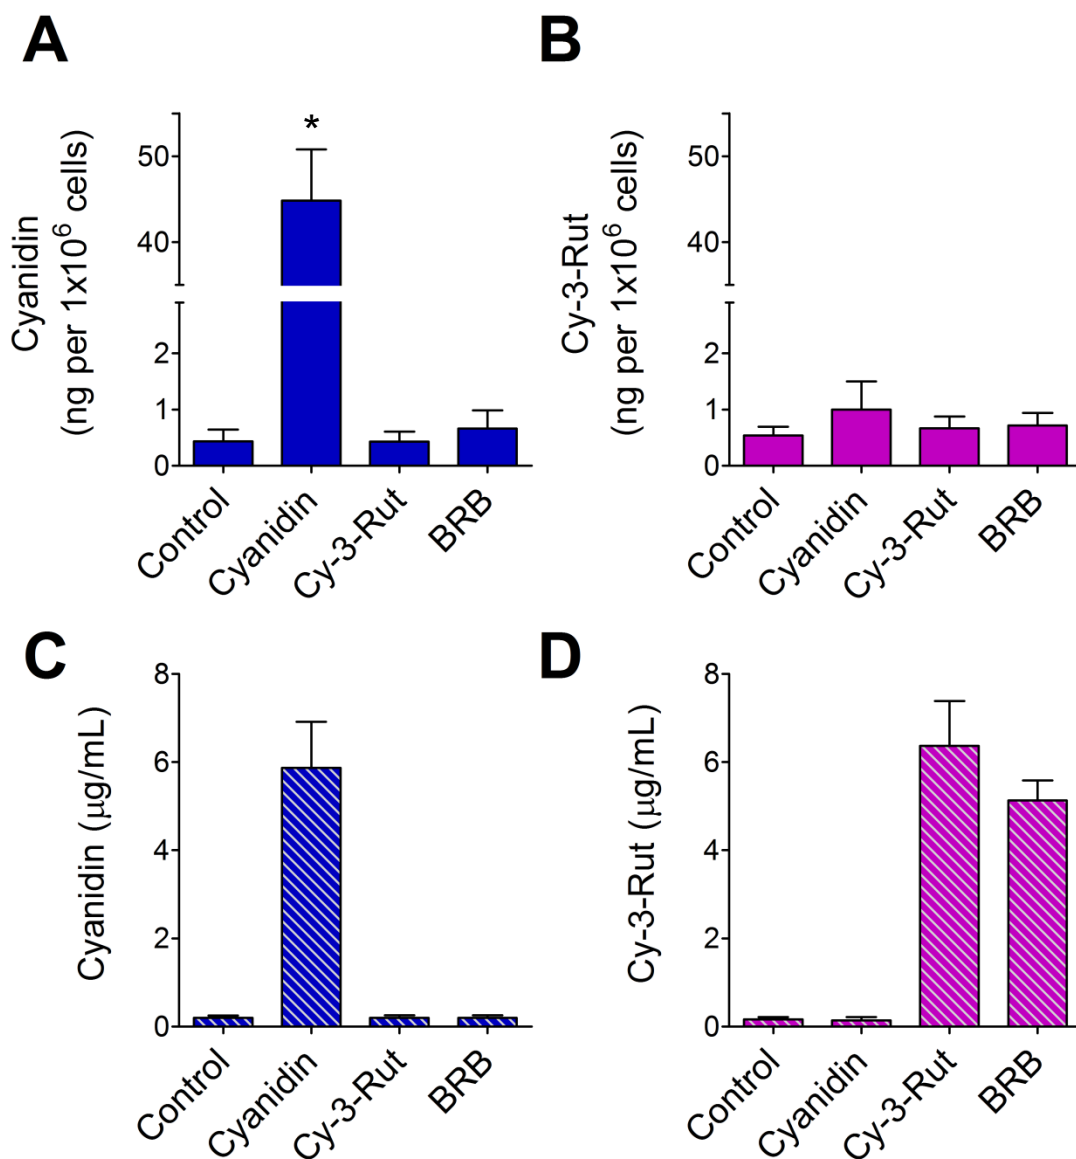 A
Cyanidin
(ng per 1x10⁶ cells)
50
40
2
1
0
*
Control
Cyanidin
Cy-3-Rut
BRB
B
Cy-3-Rut
(ng per 1x10⁶ cells)
50
40
2
1
0
Control
Cyanidin
Cy-3-Rut
BRB
C
Cyanidin (μg/mL)
8
6
4
2
0
Control
Cyanidin
Cy-3-Rut
BRB
D
Cy-3-Rut (μg/mL)
8
6
4
2
0
Control
Cyanidin
Cy-3-Rut
BRB